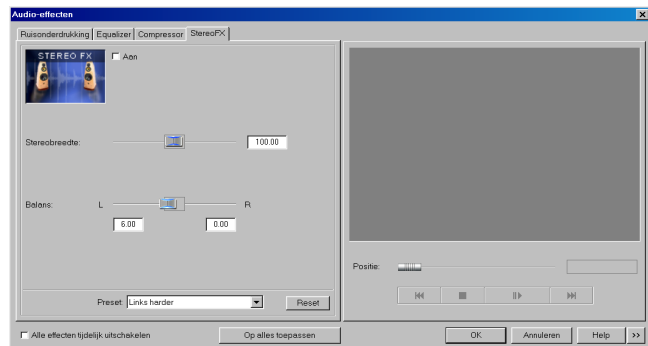 Audio-effecten
Ruisonderdrukking Equalizer Compressor StereoFX
STEREO FX
Aan
Stereobreedte: 100.00
Balans: L R
6.00 0.00
Positie:
Preset Links harder Reset
Alle effecten tijdelijk uitschakelen Op alles toepassen OK Annuleren Help >>